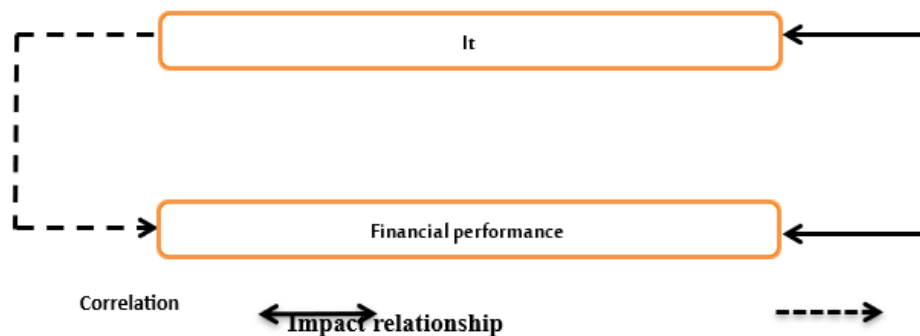 It
Financial performance
Correlation
Impact relationship